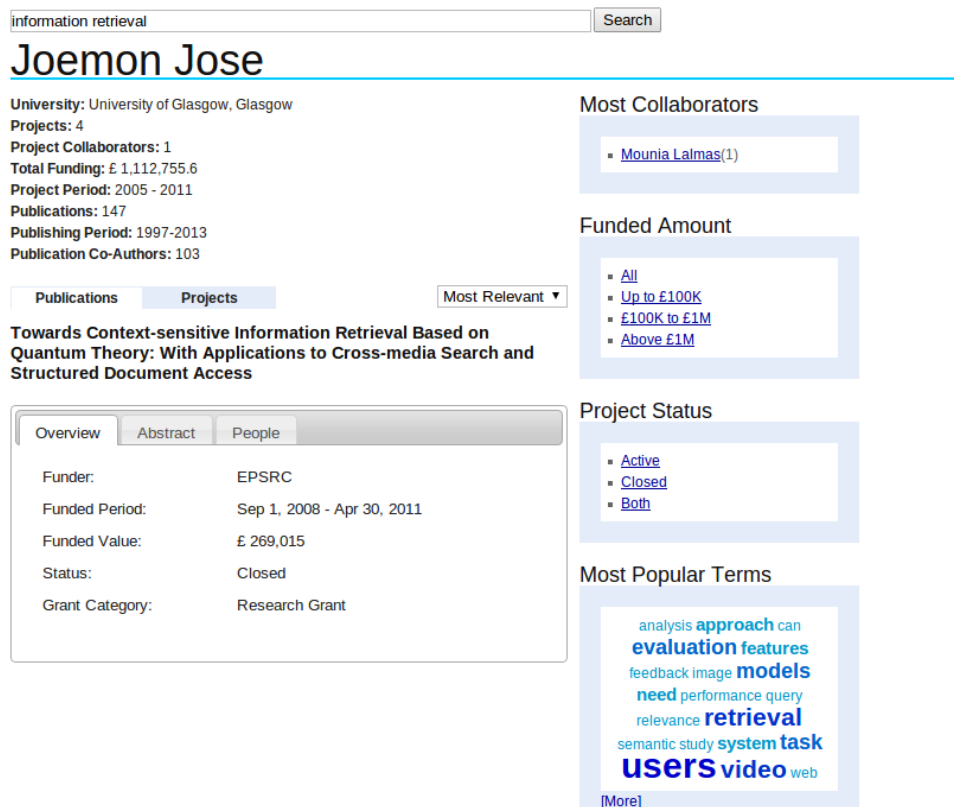 information retrieval
Search
Joemon Jose
University: University of Glasgow, Glasgow
Projects: 4
Project Collaborators: 1
Total Funding: £ 1,112,755.6
Project Period: 2005 - 2011
Publications: 147
Publishing Period: 1997-2013
Publication Co-Authors: 103
Publications Projects
Most Relevant
Towards Context-sensitive Information Retrieval Based on
Quantum Theory: With Applications to Cross-media Search and
Structured Document Access
Overview Abstract People
Funder: EPSRC
Funded Period: Sep 1, 2008 - Apr 30, 2011
Funded Value: £ 269,015
Status: Closed
Grant Category: Research Grant
Most Collaborators
Mounia Lalmas(1)
Funded Amount
All
Up to £100K
£100K to £1M
Above £1M
Project Status
Active
Closed
Both
Most Popular Terms
analysis approach can
evaluation features
feedback image models
need performance query
relevance retrieval
semantic study system task
users video web
[More]